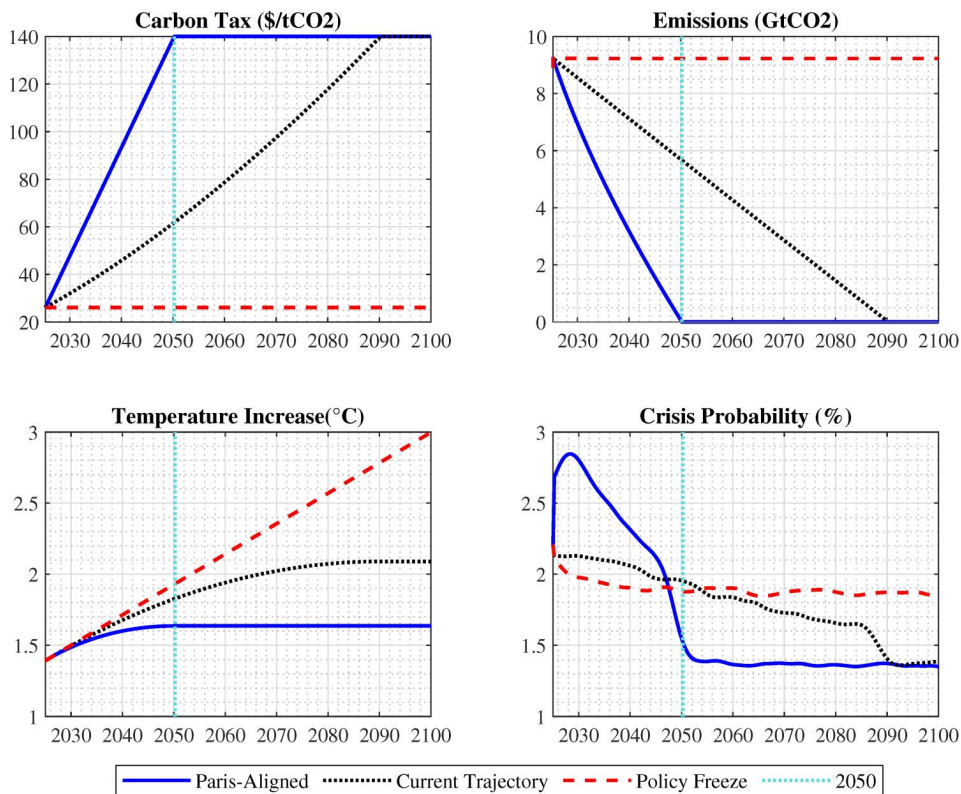 Carbon Tax ($/tCO2)
140
120
100
80
60
40
20
2030 2040 2050 2060 2070 2080 2090 2100
Emissions (GtCO2)
10
8
6
4
2
0
2030 2040 2050 2060 2070 2080 2090 2100
Temperature Increase(°C)
3
2.5
2
1.5
1
2030 2040 2050 2060 2070 2080 2090 2100
Crisis Probability (%)
3
2.5
2
1.5
1
2030 2040 2050 2060 2070 2080 2090 2100
Paris-Aligned Current Trajectory Policy Freeze 2050